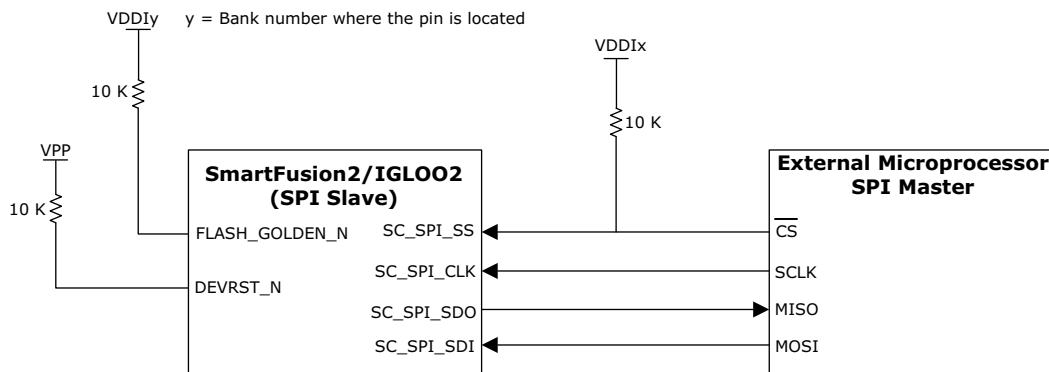 VDDIy y = Bank number where the pin is located
VDDIx
10 K
10 K
VPP
10 K
SmartFusion2/IGLOO2
(SPI Slave)
FLASH_GOLDEN_N
DEVRST_N
SC_SPI_SS
SC_SPI_CLK
SC_SPI_SDO
SC_SPI_SDI
External Microprocessor
SPI Master
CS
SCLK
MISO
MOSI